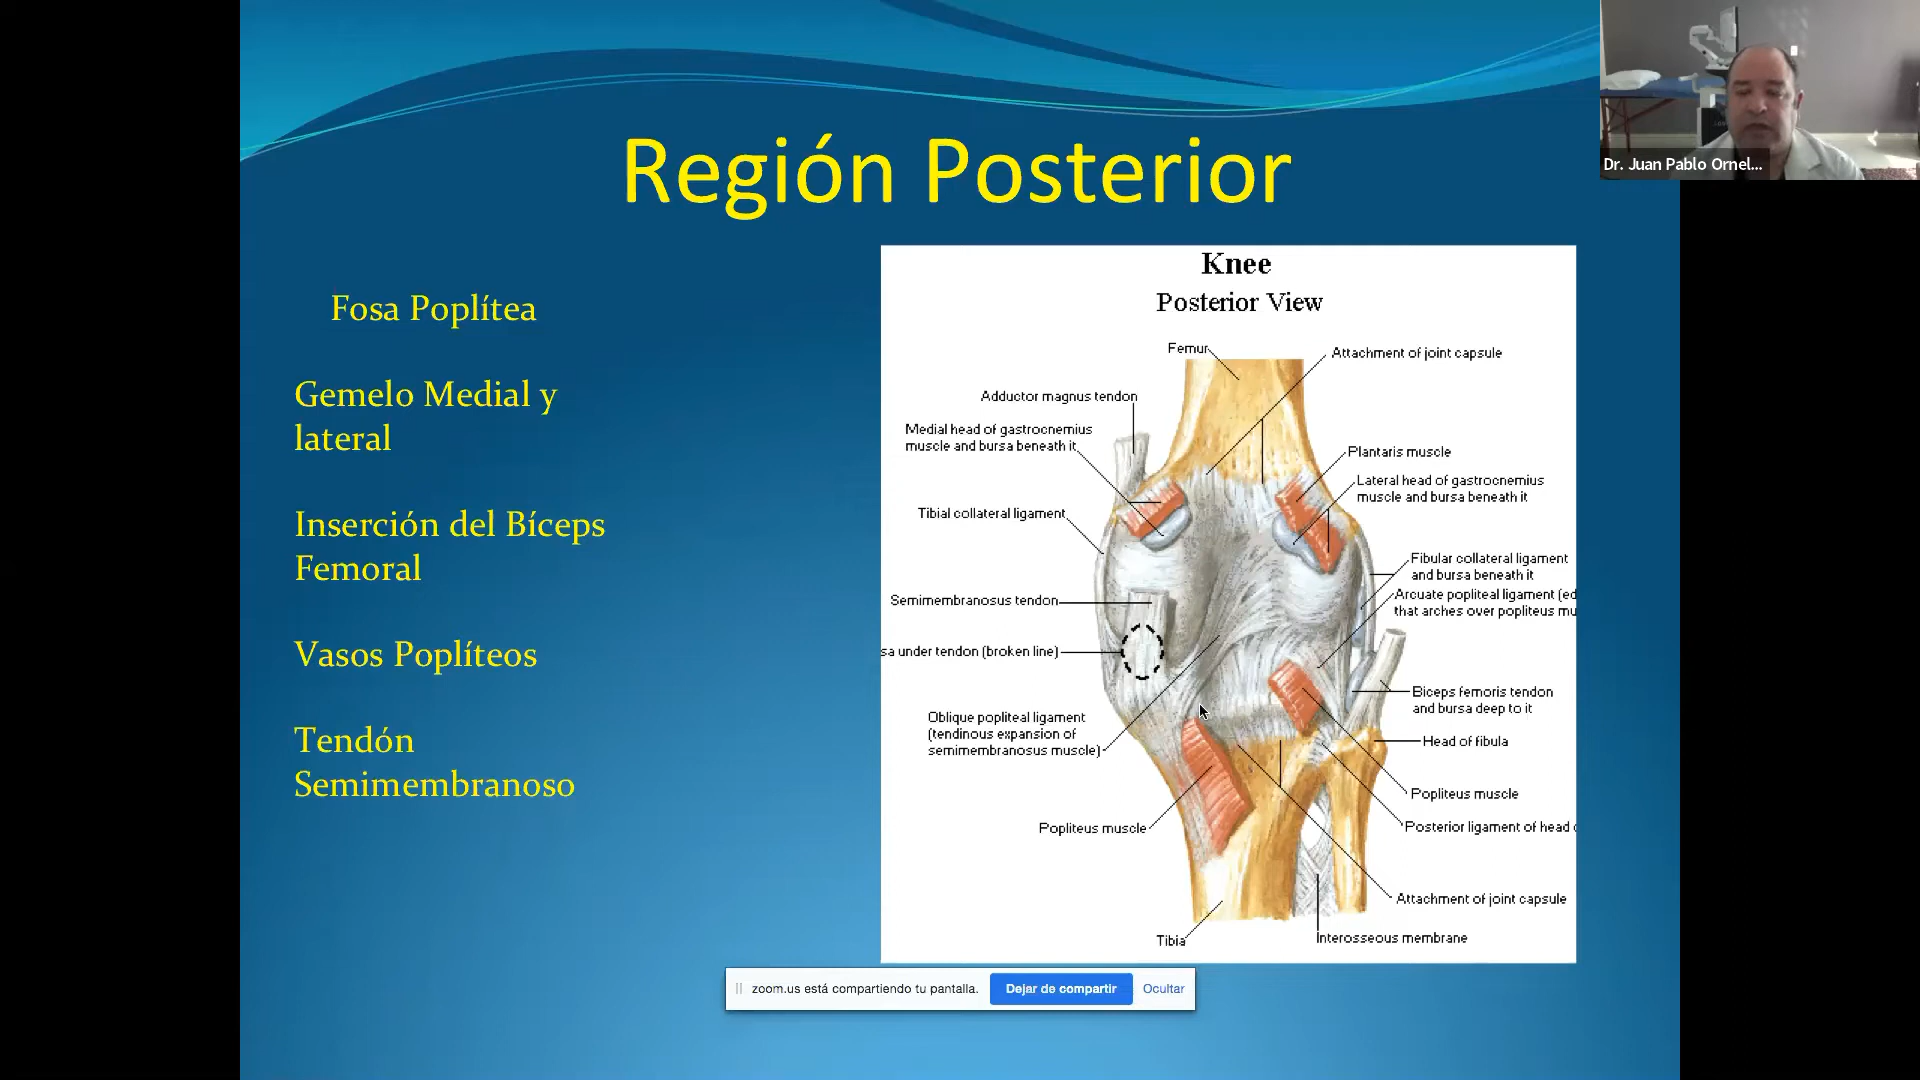 Región Posterior
Dr. Juan Pablo Ornel...
Fosa Poplítea
Gemelo Medial y
lateral
Inserción del Bíceps
Femoral
Vasos Poplíteos
Tendón
Semimembranoso
Knee
Posterior View
Femur
Attachment of joint capsule
Adductor magnus tendon
Medial head of gastrocnemius
muscle and bursa beneath it
Plantaris muscle
Lateral head of gastrocnemius
muscle and bursa beneath it
Tibial collateral ligament
Fibular collateral ligament
and bursa beneath it
Arcuate popliteal ligament (ed
that arches over popliteus mu
Semimembranosus tendon
sa under tendon (broken line)
Biceps femoris tendon
and bursa deep to it
Oblique popliteal ligament
(tendinous expansion of
semimembranosus muscle)
Head of fibula
Popliteus muscle
Popliteus muscle
Posterior ligament of head
Attachment of joint capsule
Tibia
Interosseous membrane
zoom.us está compartiendo tu pantalla.
Dejar de compartir
Ocultar